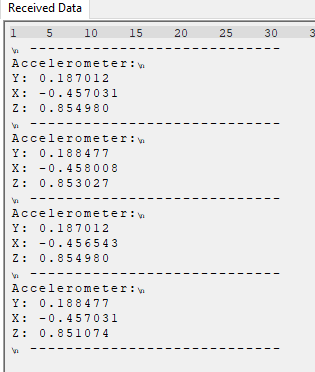 Received Data
1 5 10 15 20 25 30 3
\n ----------------------------
Accelerometer:\n
Y: 0.187012
X: -0.457031
Z: 0.854980
\n ----------------------------
Accelerometer:\n
Y: 0.188477
X: -0.458008
Z: 0.853027
\n ----------------------------
Accelerometer:\n
Y: 0.187012
X: -0.456543
Z: 0.854980
\n ----------------------------
Accelerometer:\n
Y: 0.188477
X: -0.457031
Z: 0.851074
\n ----------------------------